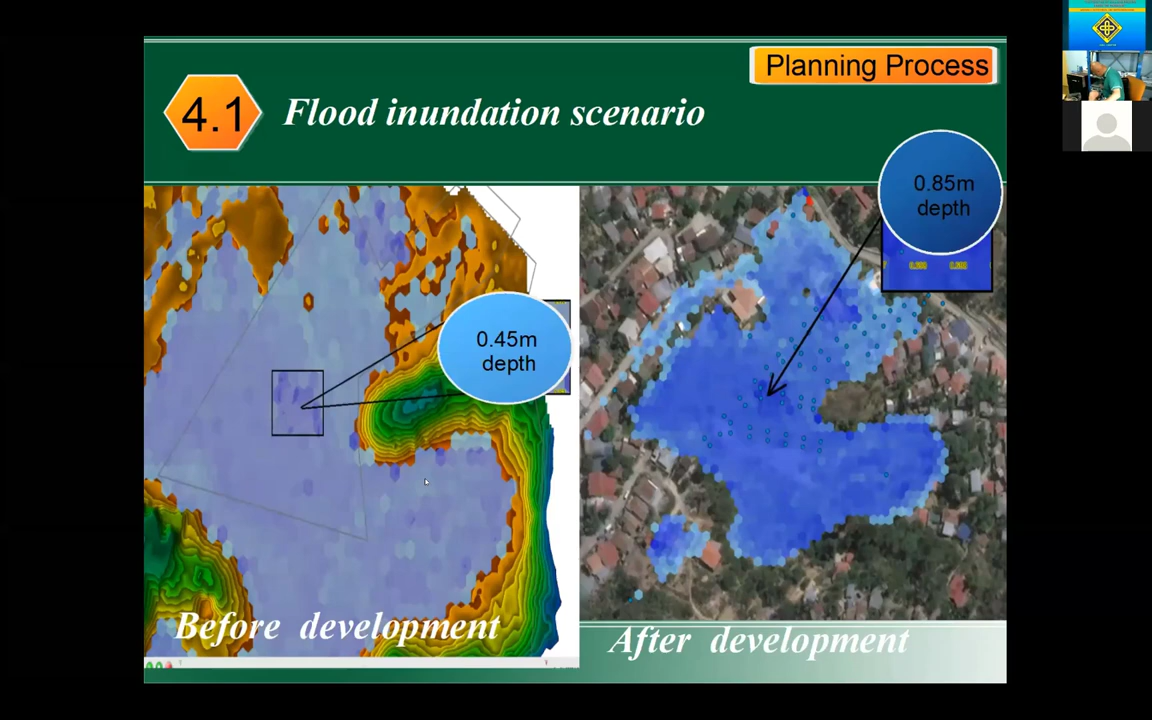 Planning Process
4.1
Flood inundation scenario
0.85m
depth
0.45m
depth
Before development
After development